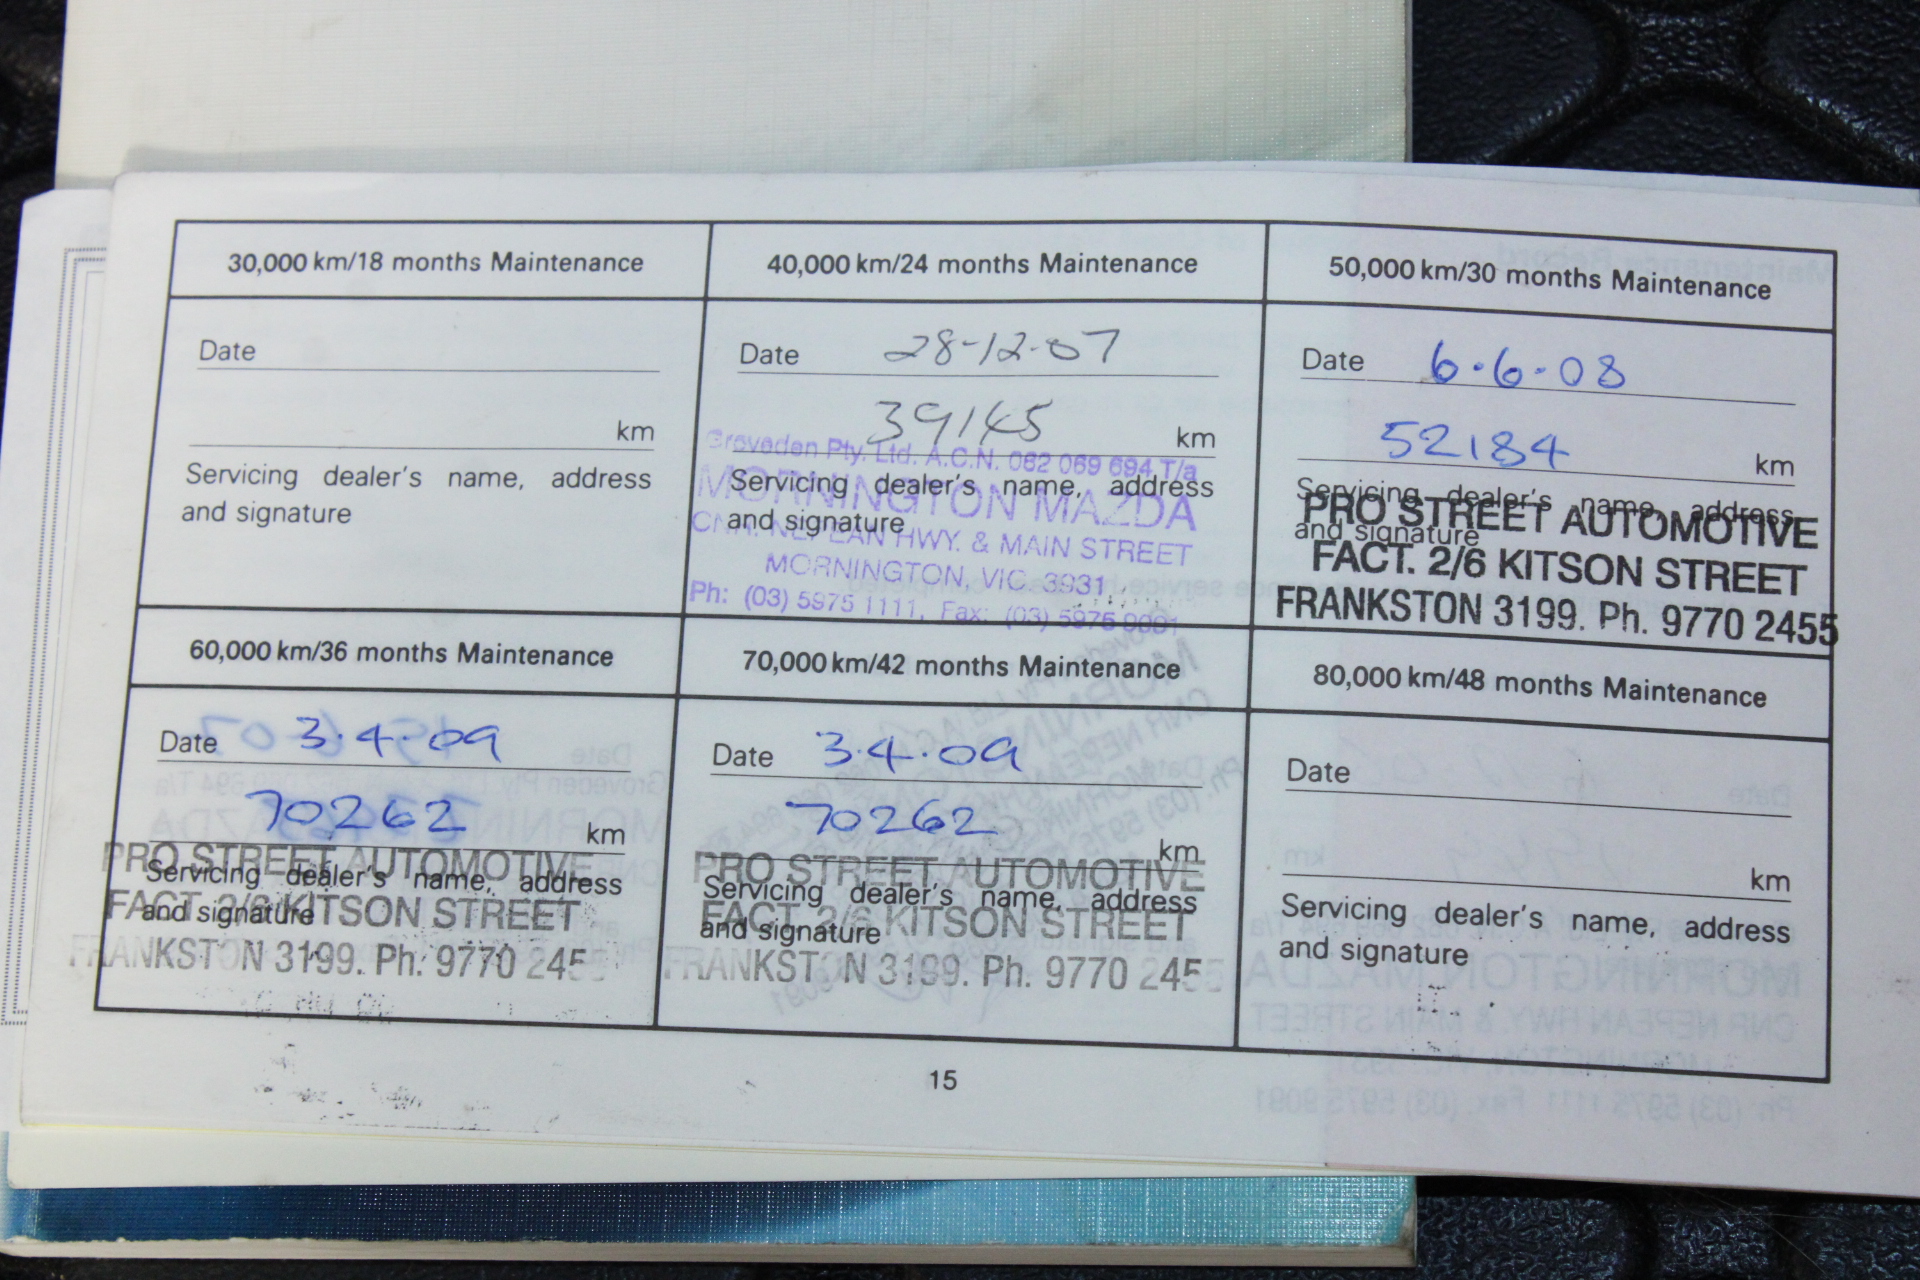 30,000 km/18 months Maintenance
Date
km
Servicing dealer's name, address
and signature
40,000 km/24 months Maintenance
Date 28-12-07
39145 km
Groveden Pty. Ltd. A.C.N. 062 069 694 T/a
Servicing dealer's name, address
MORNINGTON MAZDA
and signature
CNR. NEPEAN HWY. & MAIN STREET
MORNINGTON, VIC. 3931
Ph: (03) 5975 1111, Fax: (03) 5975 9091
50,000 km/30 months Maintenance
Date 6.6.08
52184 km
Servicing dealer's name, address
PRO STREET AUTOMOTIVE
and signature
FACT. 2/6 KITSON STREET
FRANKSTON 3199. Ph. 9770 2455
60,000 km/36 months Maintenance
Date 3.4.09
70262 km
PRO STREET AUTOMOTIVE
Servicing dealer's name, address
FACT. 2/6 KITSON STREET
and signature
FRANKST N 3199. Ph. 9770 245
70,000 km/42 months Maintenance
Date 3.4.09
70262 km
PRO STREET AUTOMOTIVE
Servicing dealer's name, address
FACT. 2/6 KITSON STREET
and signature
FRANKST N 3199. Ph. 9770 2455
80,000 km/48 months Maintenance
Date
km
Servicing dealer's name, address
and signature
15